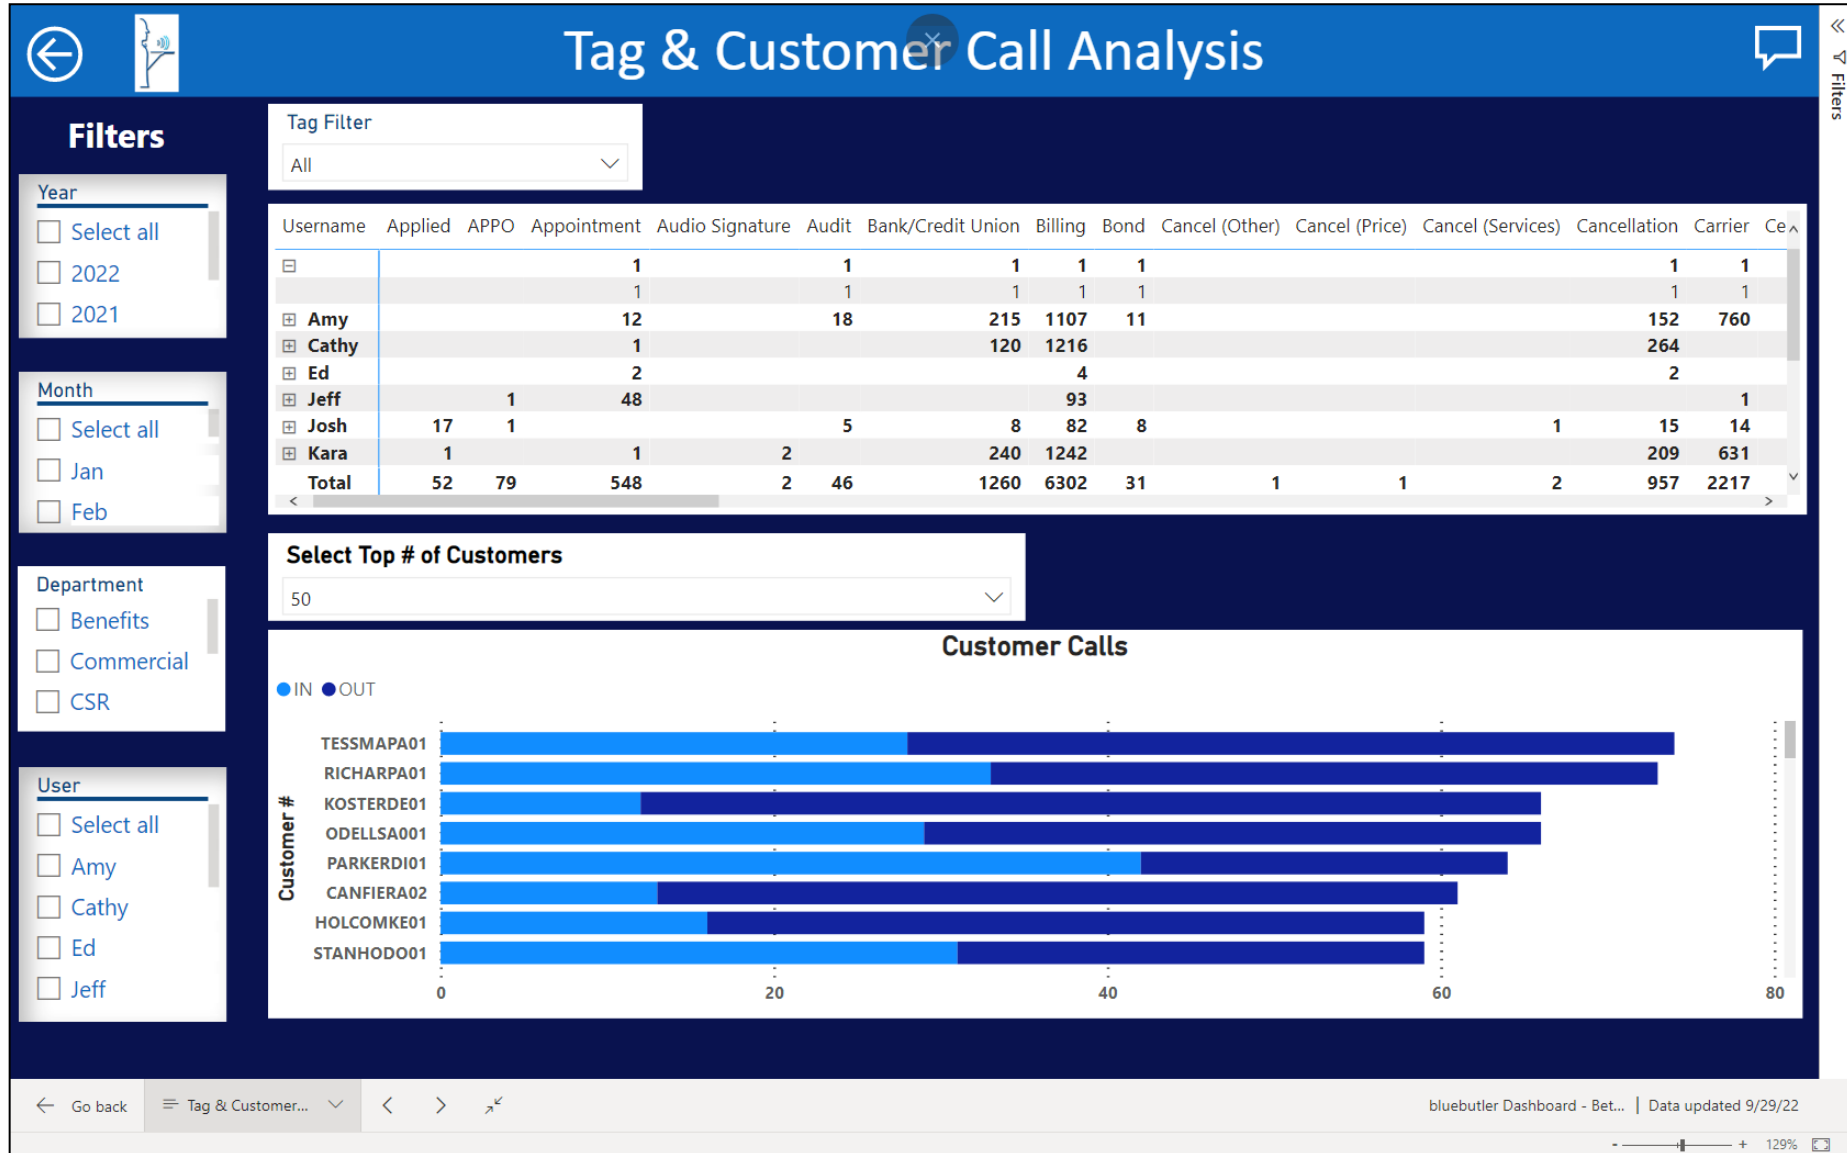 Tag & Customer Call Analysis
Filters
Filters
Year
Select all
2022
2021
Month
Select all
Jan
Feb
Department
Benefits
Commercial
CSR
User
Select all
Amy
Cathy
Ed
Jeff
Tag Filter
All
Username Applied APPO Appointment Audio Signature Audit Bank/Credit Union Billing Bond Cancel (Other) Cancel (Price) Cancel (Services) Cancellation Carrier Ce
1 1 1 1 1 1 1
1 1 1 1 1 1 1
Amy 12 18 215 1107 11 152 760
Cathy 1 120 1216 264
Ed 2 4 2
Jeff 1 48 93 1
Josh 17 1 5 8 82 8 1 15 14
Kara 1 1 2 240 1242 209 631
Total 52 79 548 2 46 1260 6302 31 1 1 2 957 2217
Select Top # of Customers
50
Customer Calls
IN OUT
Customer #
TESSMAPA01
RICHARPA01
KOSTERDE01
ODELLSA001
PARKERDI01
CANFIERA02
HOLCOMKE01
STANHODO01
0 20 40 60 80
Go back Tag & Customer... bluebutler Dashboard - Bet... | Data updated 9/29/22
- + 129%